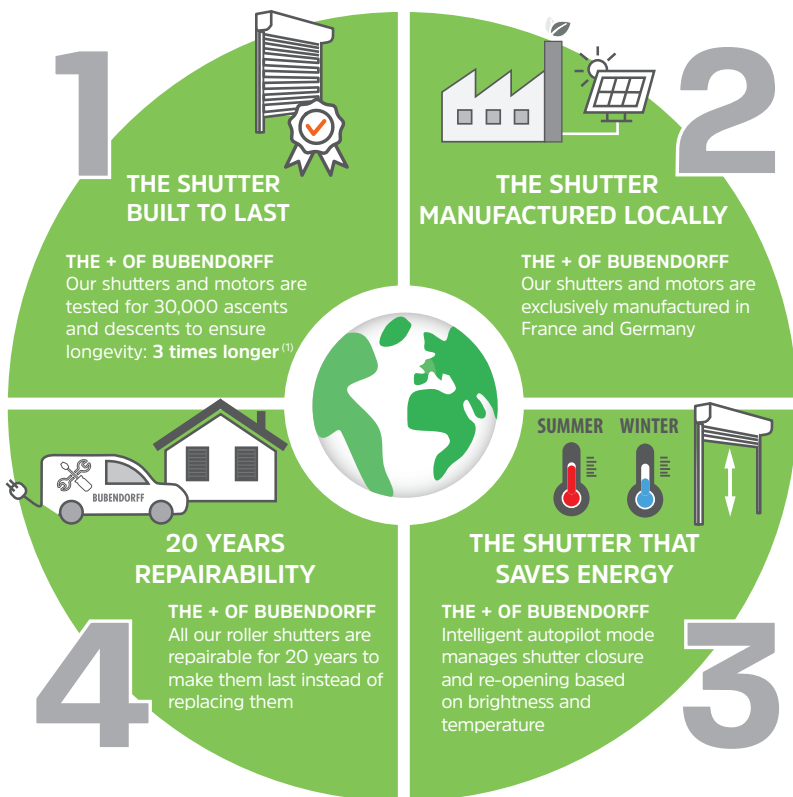 1
THE SHUTTER
BUILT TO LAST
THE + OF BUBENDORFF
Our shutters and motors are
tested for 30,000 ascents
and descents to ensure
longevity: 3 times longer (1)
2
THE SHUTTER
MANUFACTURED LOCALLY
THE + OF BUBENDORFF
Our shutters and motors are
exclusively manufactured in
France and Germany
SUMMER WINTER
THE SHUTTER THAT
SAVES ENERGY
THE + OF BUBENDORFF
Intelligent autopilot mode
manages shutter closure
and re-opening based
on brightness and
temperature
3
BUBENDORFF
20 YEARS
REPAIRABILITY
THE + OF BUBENDORFF
All our roller shutters are
repairable for 20 years to
make them last instead of
replacing them
4